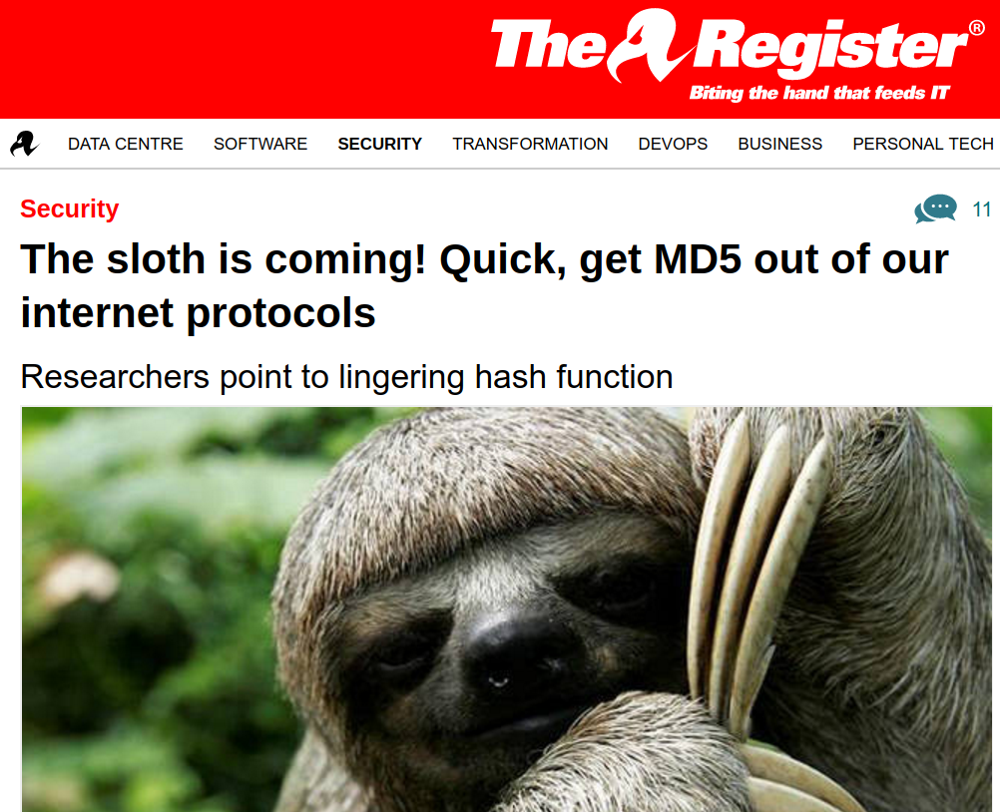 The Register®
Biting the hand that feeds IT
DATA CENTRE SOFTWARE SECURITY TRANSFORMATION DEVOPS BUSINESS PERSONAL TECH
Security
11
The sloth is coming! Quick, get MD5 out of our
internet protocols
Researchers point to lingering hash function